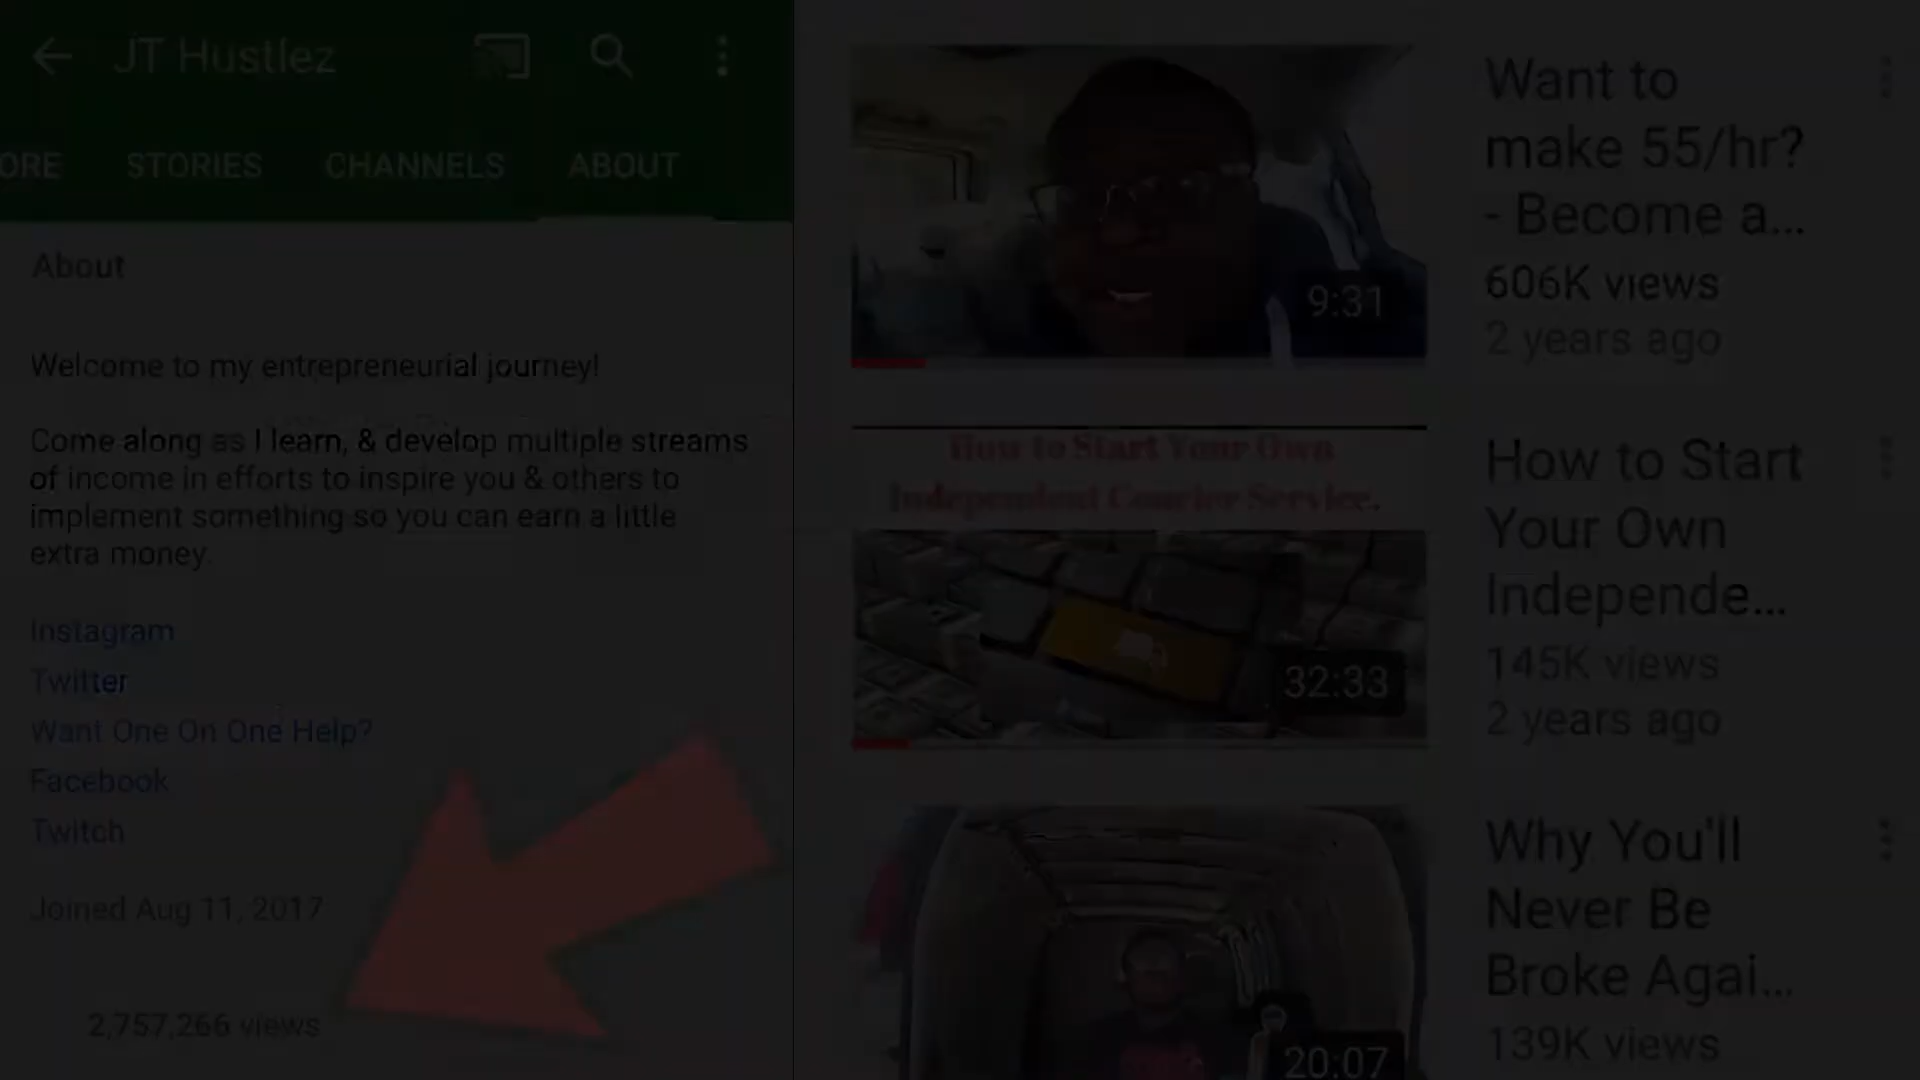 JT Hustlez
ORE STORIES CHANNELS ABOUT
About
Welcome to my entrepreneurial journey!
Come along as I learn, & develop multiple streams
of income in efforts to inspire you & others to
implement something so you can earn a little
extra money.
Instagram
Twitter
Want One On One Help?
Facebook
Twitch
Joined Aug 11, 2017
2,757,266 views
9:31
Want to
make 55/hr?
- Become a...
606K views
2 years ago
How to Start Your Own
Independent Courier Service.
32:33
How to Start
Your Own
Independe...
145K views
2 years ago
20:07
Why You'll
Never Be
Broke Agai...
139K views